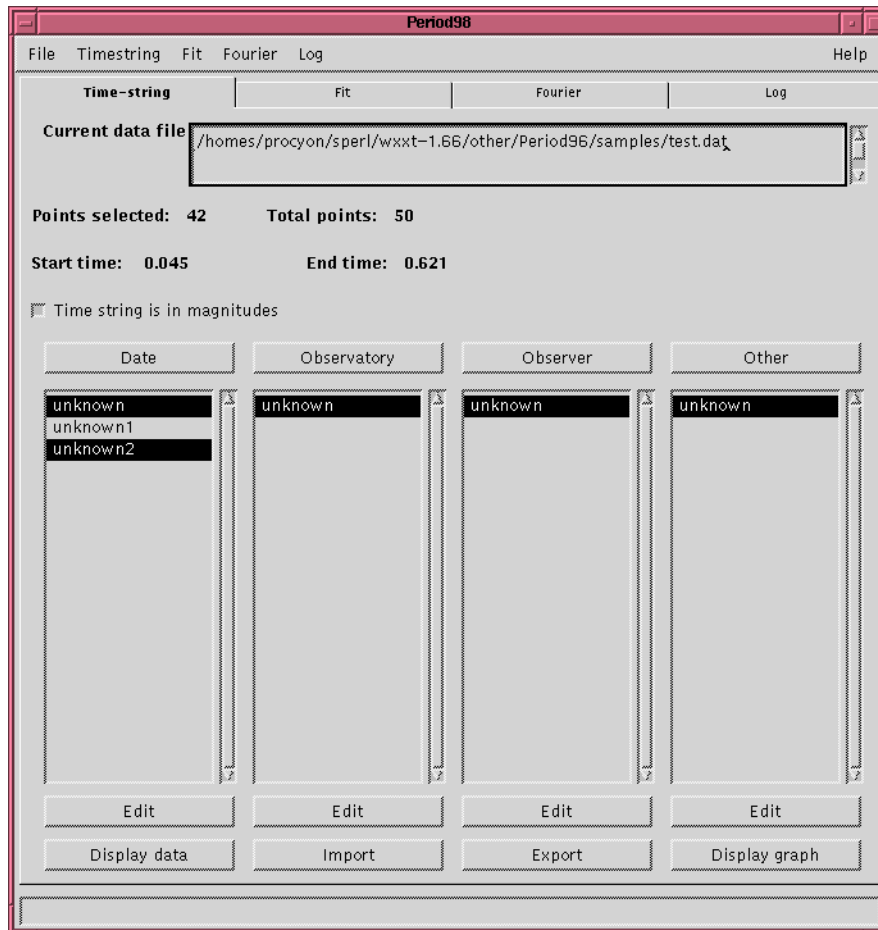 Period98
File Timestring Fit Fourier Log Help
Time-string Fit Fourier Log
Current data file
/homes/procyon/sperl/wxxt-1.66/other/Period96/samples/test.dat
Points selected: 42 Total points: 50
Start time: 0.045 End time: 0.621
Time string is in magnitudes
Date Observatory Observer Other
unknown unknown unknown unknown
unknown1
unknown2
Edit Edit Edit Edit
Display data Import Export Display graph